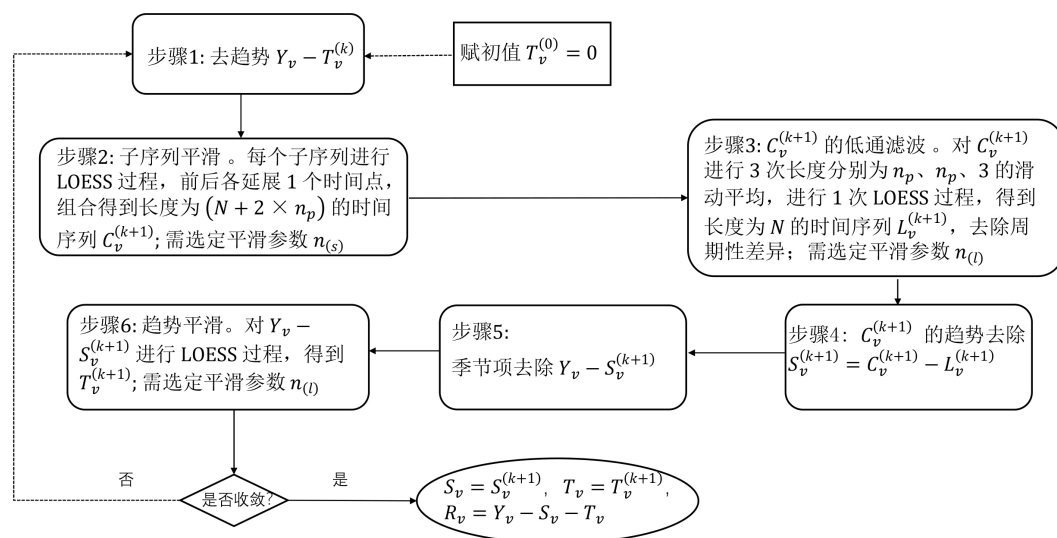 步骤1: 去趋势 $Y_v - T_v^{(k)}$
赋初值 $T_v^{(0)} = 0$
步骤2: 子序列平滑 。每个子序列进行
LOESS 过程，前后各延展 1 个时间点，
组合得到长度为 $(N + 2 \times n_p)$ 的时间
序列 $C_v^{(k+1)}$; 需选定平滑参数 $n_{(s)}$
步骤3: $C_v^{(k+1)}$ 的低通滤波 。对 $C_v^{(k+1)}$
进行 3 次长度分别为 $n_p$、$n_p$、3 的滑
动平均，进行 1 次 LOESS 过程，得到
长度为 $N$ 的时间序列 $L_v^{(k+1)}$，去除周
期性差异；需选定平滑参数 $n_{(l)}$
步骤4： $C_v^{(k+1)}$ 的趋势去除
$S_v^{(k+1)} = C_v^{(k+1)} - L_v^{(k+1)}$
步骤5:
季节项去除 $Y_v - S_v^{(k+1)}$
步骤6: 趋势平滑。对 $Y_v -$
$S_v^{(k+1)}$ 进行 LOESS 过程，得到
$T_v^{(k+1)}$; 需选定平滑参数 $n_{(l)}$
否
是否收敛?
是
$S_v = S_v^{(k+1)}$， $T_v = T_v^{(k+1)}$，
$R_v = Y_v - S_v - T_v$